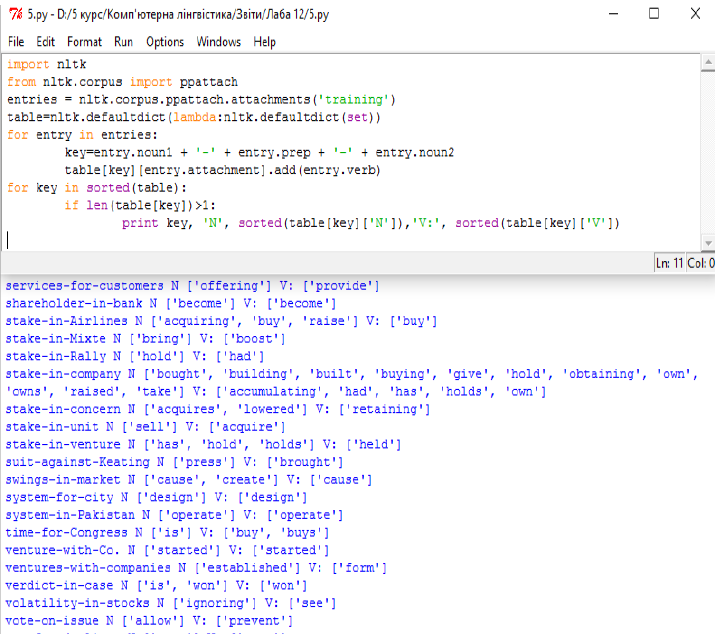 5.py - D:/5 курс/Комп'ютерна лінгвістика/Звіти/Лаба 12/5.py
File Edit Format Run Options Windows Help
import nltk
from nltk.corpus import ppattach
entries = nltk.corpus.ppattach.attachments('training')
table=nltk.defaultdict(lambda:nltk.defaultdict(set))
for entry in entries:
        key=entry.noun1 + '-' + entry.prep + '-' + entry.noun2
        table[key][entry.attachment].add(entry.verb)
for key in sorted(table):
        if len(table[key])>1:
                print key, 'N', sorted(table[key]['N']),'V:', sorted(table[key]['V'])
Ln: 11 Col: 0
services-for-customers N ['offering'] V: ['provide']
shareholder-in-bank N ['become'] V: ['become']
stake-in-Airlines N ['acquiring', 'buy', 'raise'] V: ['buy']
stake-in-Mixte N ['bring'] V: ['boost']
stake-in-Rally N ['hold'] V: ['had']
stake-in-company N ['bought', 'building', 'built', 'buying', 'give', 'hold', 'obtaining', 'own',
'owns', 'raised', 'take'] V: ['accumulating', 'had', 'has', 'holds', 'own']
stake-in-concern N ['acquires', 'lowered'] V: ['retaining']
stake-in-unit N ['sell'] V: ['acquire']
stake-in-venture N ['has', 'hold', 'holds'] V: ['held']
suit-against-Keating N ['press'] V: ['brought']
swings-in-market N ['cause', 'create'] V: ['cause']
system-for-city N ['design'] V: ['design']
system-in-Pakistan N ['operate'] V: ['operate']
time-for-Congress N ['is'] V: ['buy', 'buys']
venture-with-Co. N ['started'] V: ['started']
ventures-with-companies N ['established'] V: ['form']
verdict-in-case N ['is', 'won'] V: ['won']
volatility-in-stocks N ['ignoring'] V: ['see']
vote-on-issue N ['allow'] V: ['prevent']